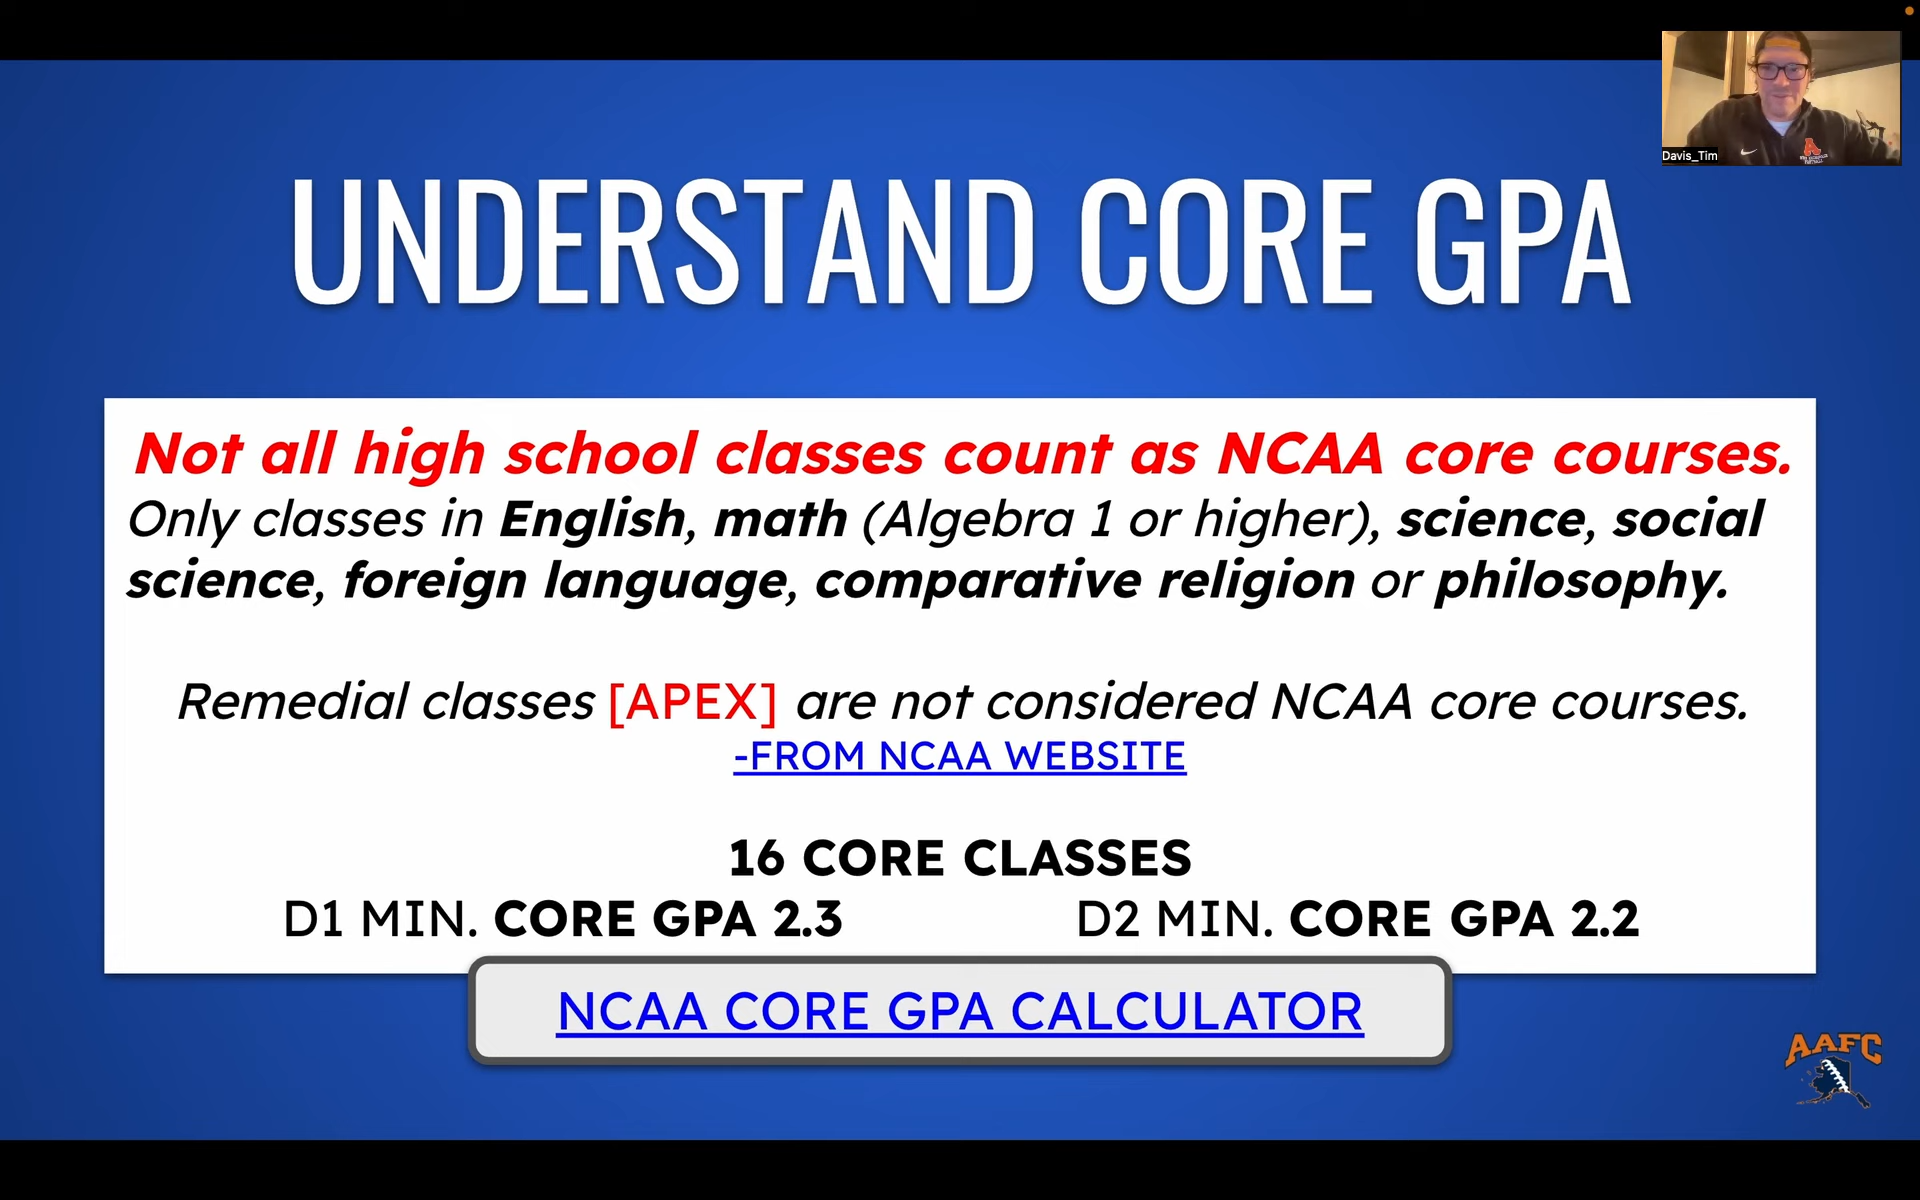 Davis_Tim
UNDERSTAND CORE GPA
Not all high school classes count as NCAA core courses.
Only classes in English, math (Algebra 1 or higher), science, social
science, foreign language, comparative religion or philosophy.
Remedial classes [APEX] are not considered NCAA core courses.
-FROM NCAA WEBSITE
16 CORE CLASSES
D1 MIN. CORE GPA 2.3 D2 MIN. CORE GPA 2.2
NCAA CORE GPA CALCULATOR
AAFC
A